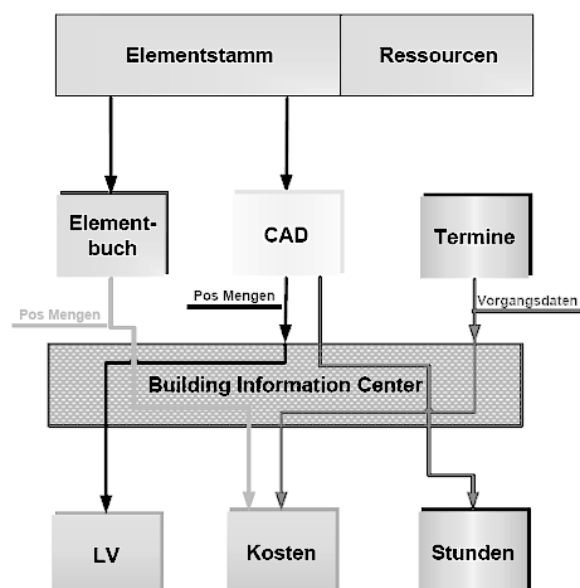 Elementstamm
Ressourcen
Element-
buch
CAD
Termine
Pos Mengen
Vorgangsdaten
Pos Mengen
Building Information Center
LV
Kosten
Stunden